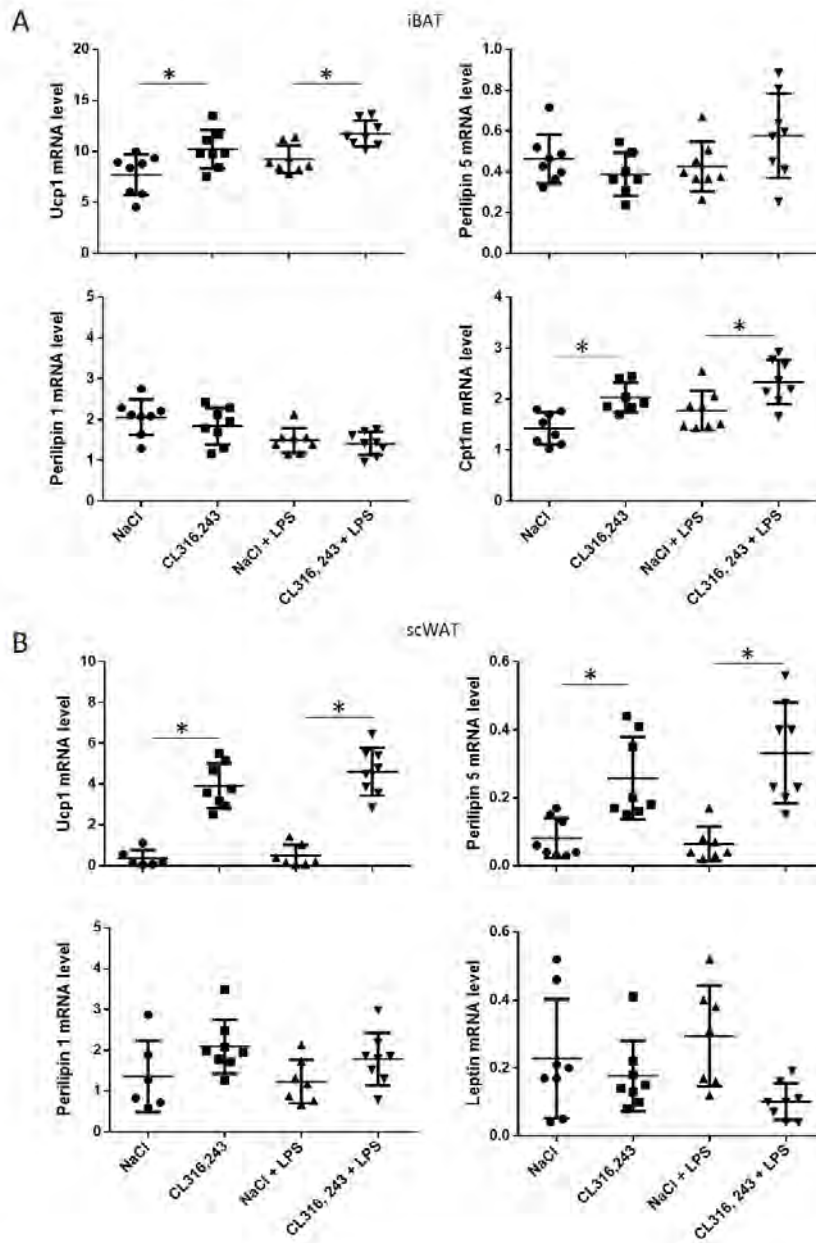 A
iBAT
Ucp1 mRNA level
20
15
10
5
0
*
*
Perilipin 5 mRNA level
1.0
0.8
0.6
0.4
0.2
0.0
Perilipin 1 mRNA level
5
4
3
2
1
0
NaCl
CL316,243
NaCl + LPS
CL316, 243 + LPS
Cpt1m mRNA level
4
3
2
1
0
*
*
NaCl
CL316,243
NaCl + LPS
CL316, 243 + LPS
B
scWAT
Ucp1 mRNA level
10
8
6
4
2
0
*
*
Perilipin 5 mRNA level
0.6
0.4
0.2
0.0
*
*
Perilipin 1 mRNA level
5
4
3
2
1
0
NaCl
CL316,243
NaCl + LPS
CL316, 243 + LPS
Leptin mRNA level
0.6
0.4
0.2
0.0
NaCl
CL316,243
NaCl + LPS
CL316, 243 + LPS